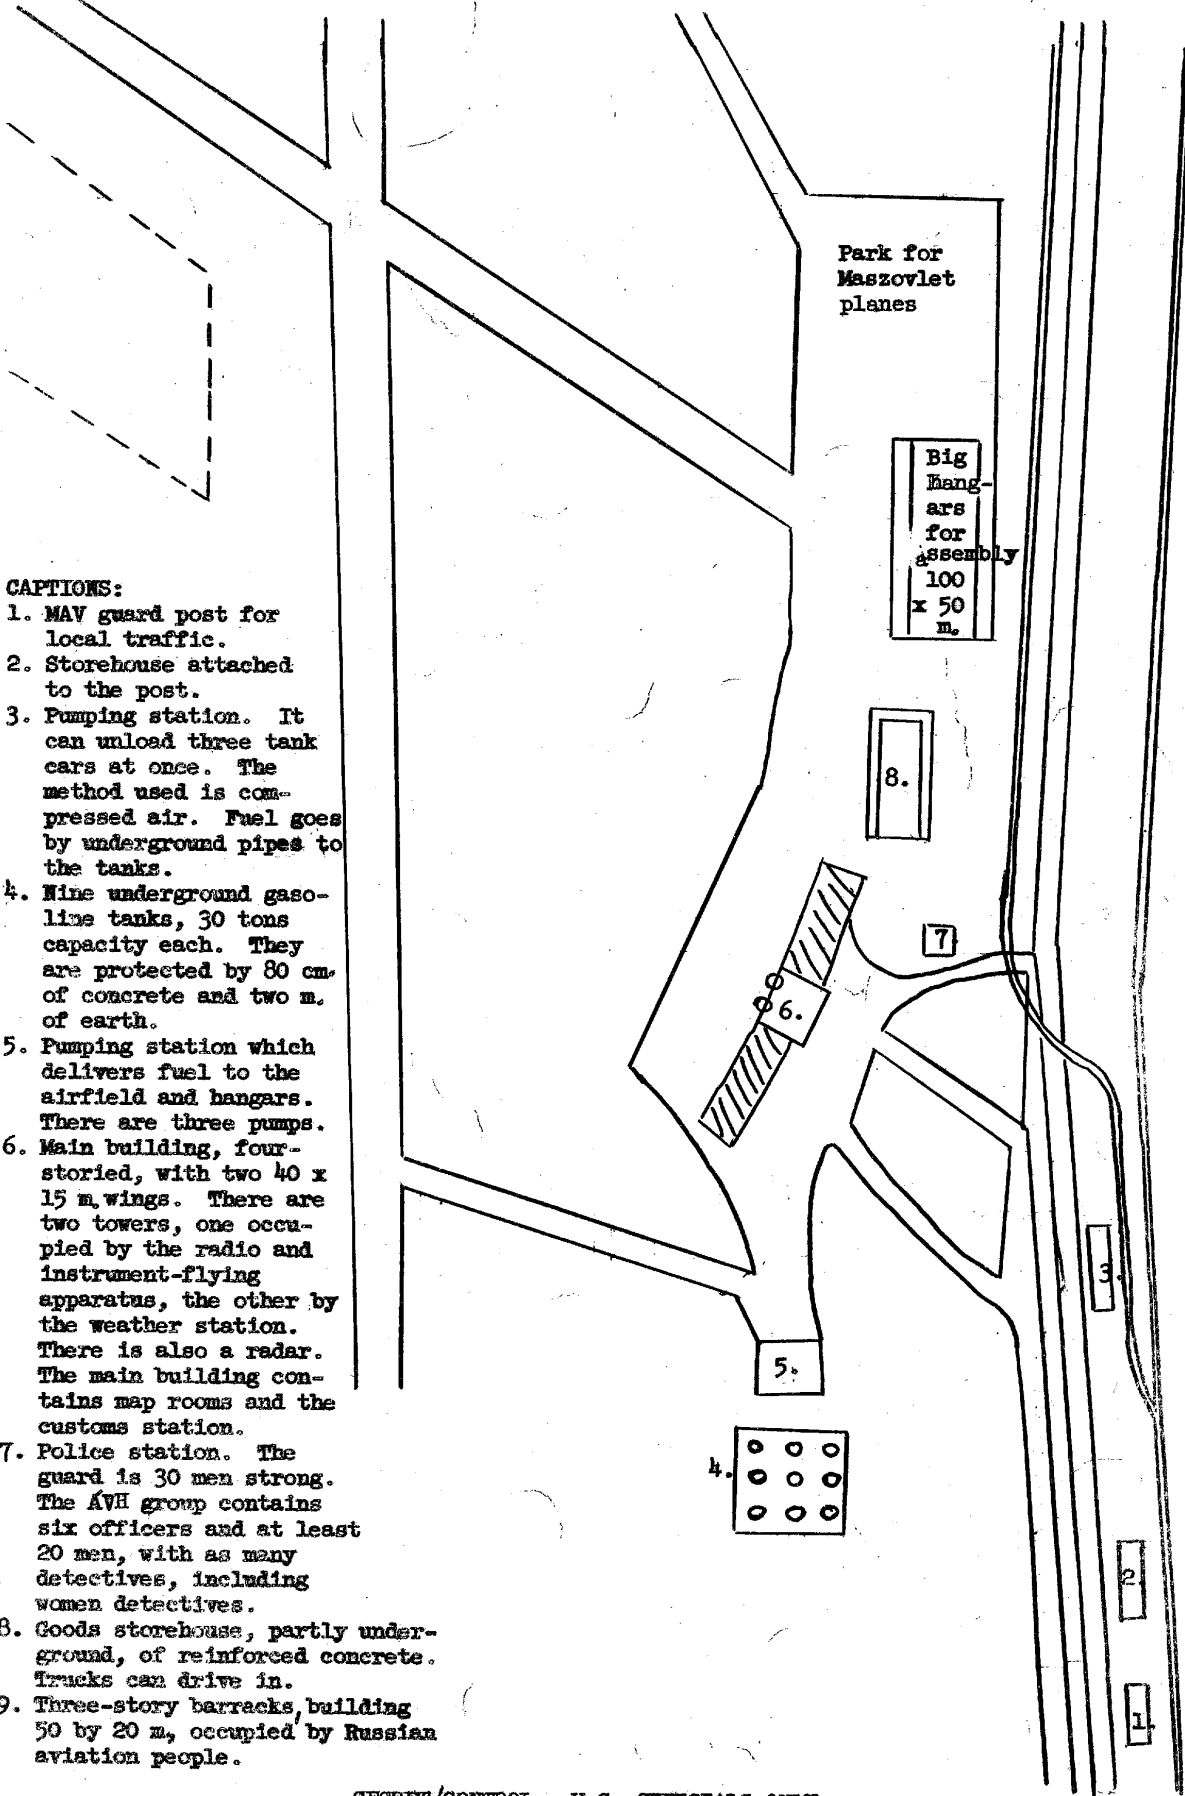 Park for
Maszovlet
planes
Big
hang-
ars
for
assembly
100
x 50
m.
CAPTIONS:
1. MAV guard post for
local traffic.
2. Storehouse attached
to the post.
3. Pumping station. It
can unload three tank
cars at once. The
method used is com-
pressed air. Fuel goes
by underground pipes to
the tanks.
4. Nine underground gaso-
line tanks, 30 tons
capacity each. They
are protected by 80 cm.
of concrete and two m.
of earth.
5. Pumping station which
delivers fuel to the
airfield and hangars.
There are three pumps.
6. Main building, four-
storied, with two 40 x
15 m. wings. There are
two towers, one occu-
pied by the radio and
instrument-flying
apparatus, the other by
the weather station.
There is also a radar.
The main building con-
tains map rooms and the
customs station.
7. Police station. The
guard is 30 men strong.
The ÁVH group contains
six officers and at least
20 men, with as many
detectives, including
women detectives.
8. Goods storehouse, partly under-
ground, of reinforced concrete.
Trucks can drive in.
9. Three-story barracks, building
50 by 20 m, occupied by Russian
aviation people.
8.
7
6.
3.
5.
4.
2
1.